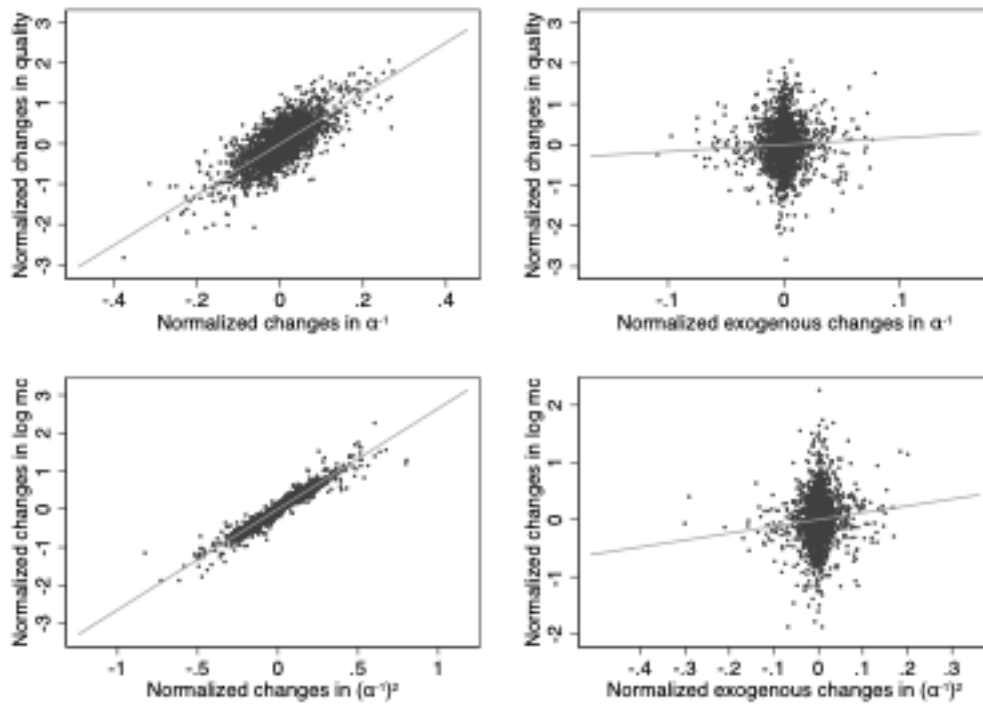 Normalized changes in quality
3
2
1
0
-1
-2
-3
-.4 -.2 0 .2 .4
Normalized changes in α⁻¹
Normalized changes in quality
3
2
1
0
-1
-2
-3
-.1 0 .1
Normalized exogenous changes in α⁻¹
Normalized changes in log mc
3
2
1
0
-1
-2
-3
-1 -.5 0 .5 1
Normalized changes in (α⁻¹)²
Normalized changes in log mc
2
1
0
-1
-2
-.4 -.3 -.2 -.1 0 .1 .2 .3
Normalized exogenous changes in (α⁻¹)²